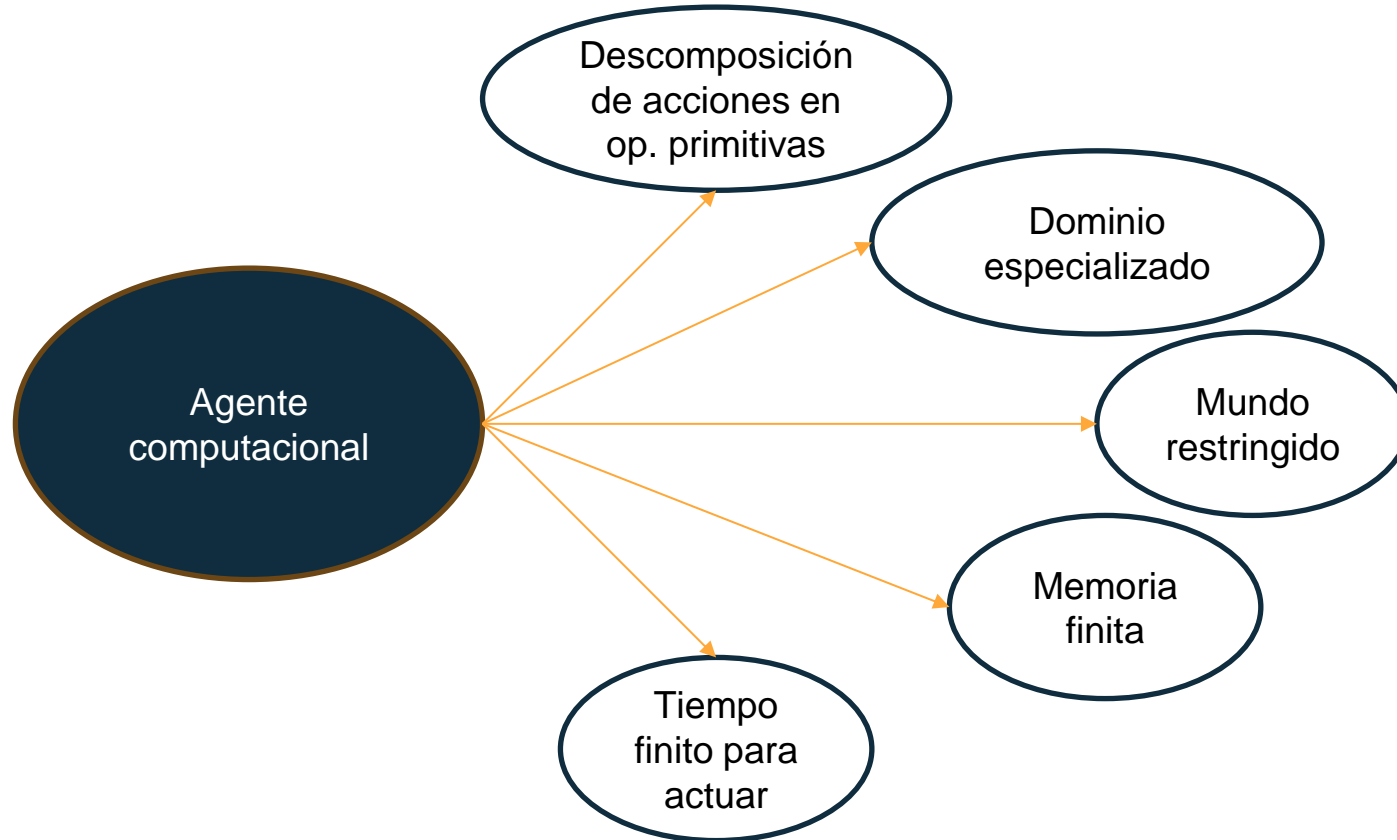 Descomposición
de acciones en
op. primitivas
Dominio
especializado
Agente
computacional
Mundo
restringido
Memoria
finita
Tiempo
finito para
actuar